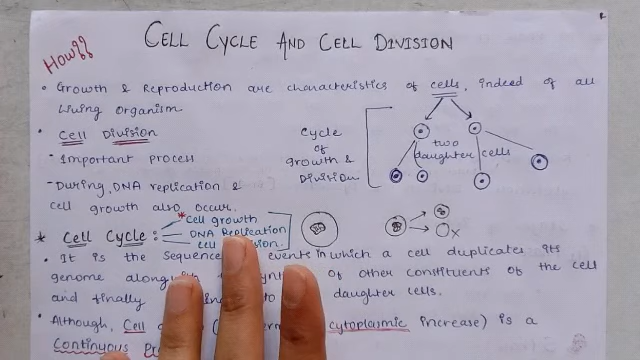 CELL CYCLE AND CELL DIVISION
How??
• Growth & Reproduction are characteristics of cells, indeed of all
living organism
• Cell Division
- Important process
- During, DNA replication &
cell growth also occur.
Cycle
of
growth &
Division
two
daughter cells
* Cell Cycle :
* Cell growth
DNA Replication
cell
• It is the sequence events in which a cell duplicates its
genome along of other constituents of the cell
and finally daughter cells.
• Although, Cell cytoplasmic increase) is a
continuous